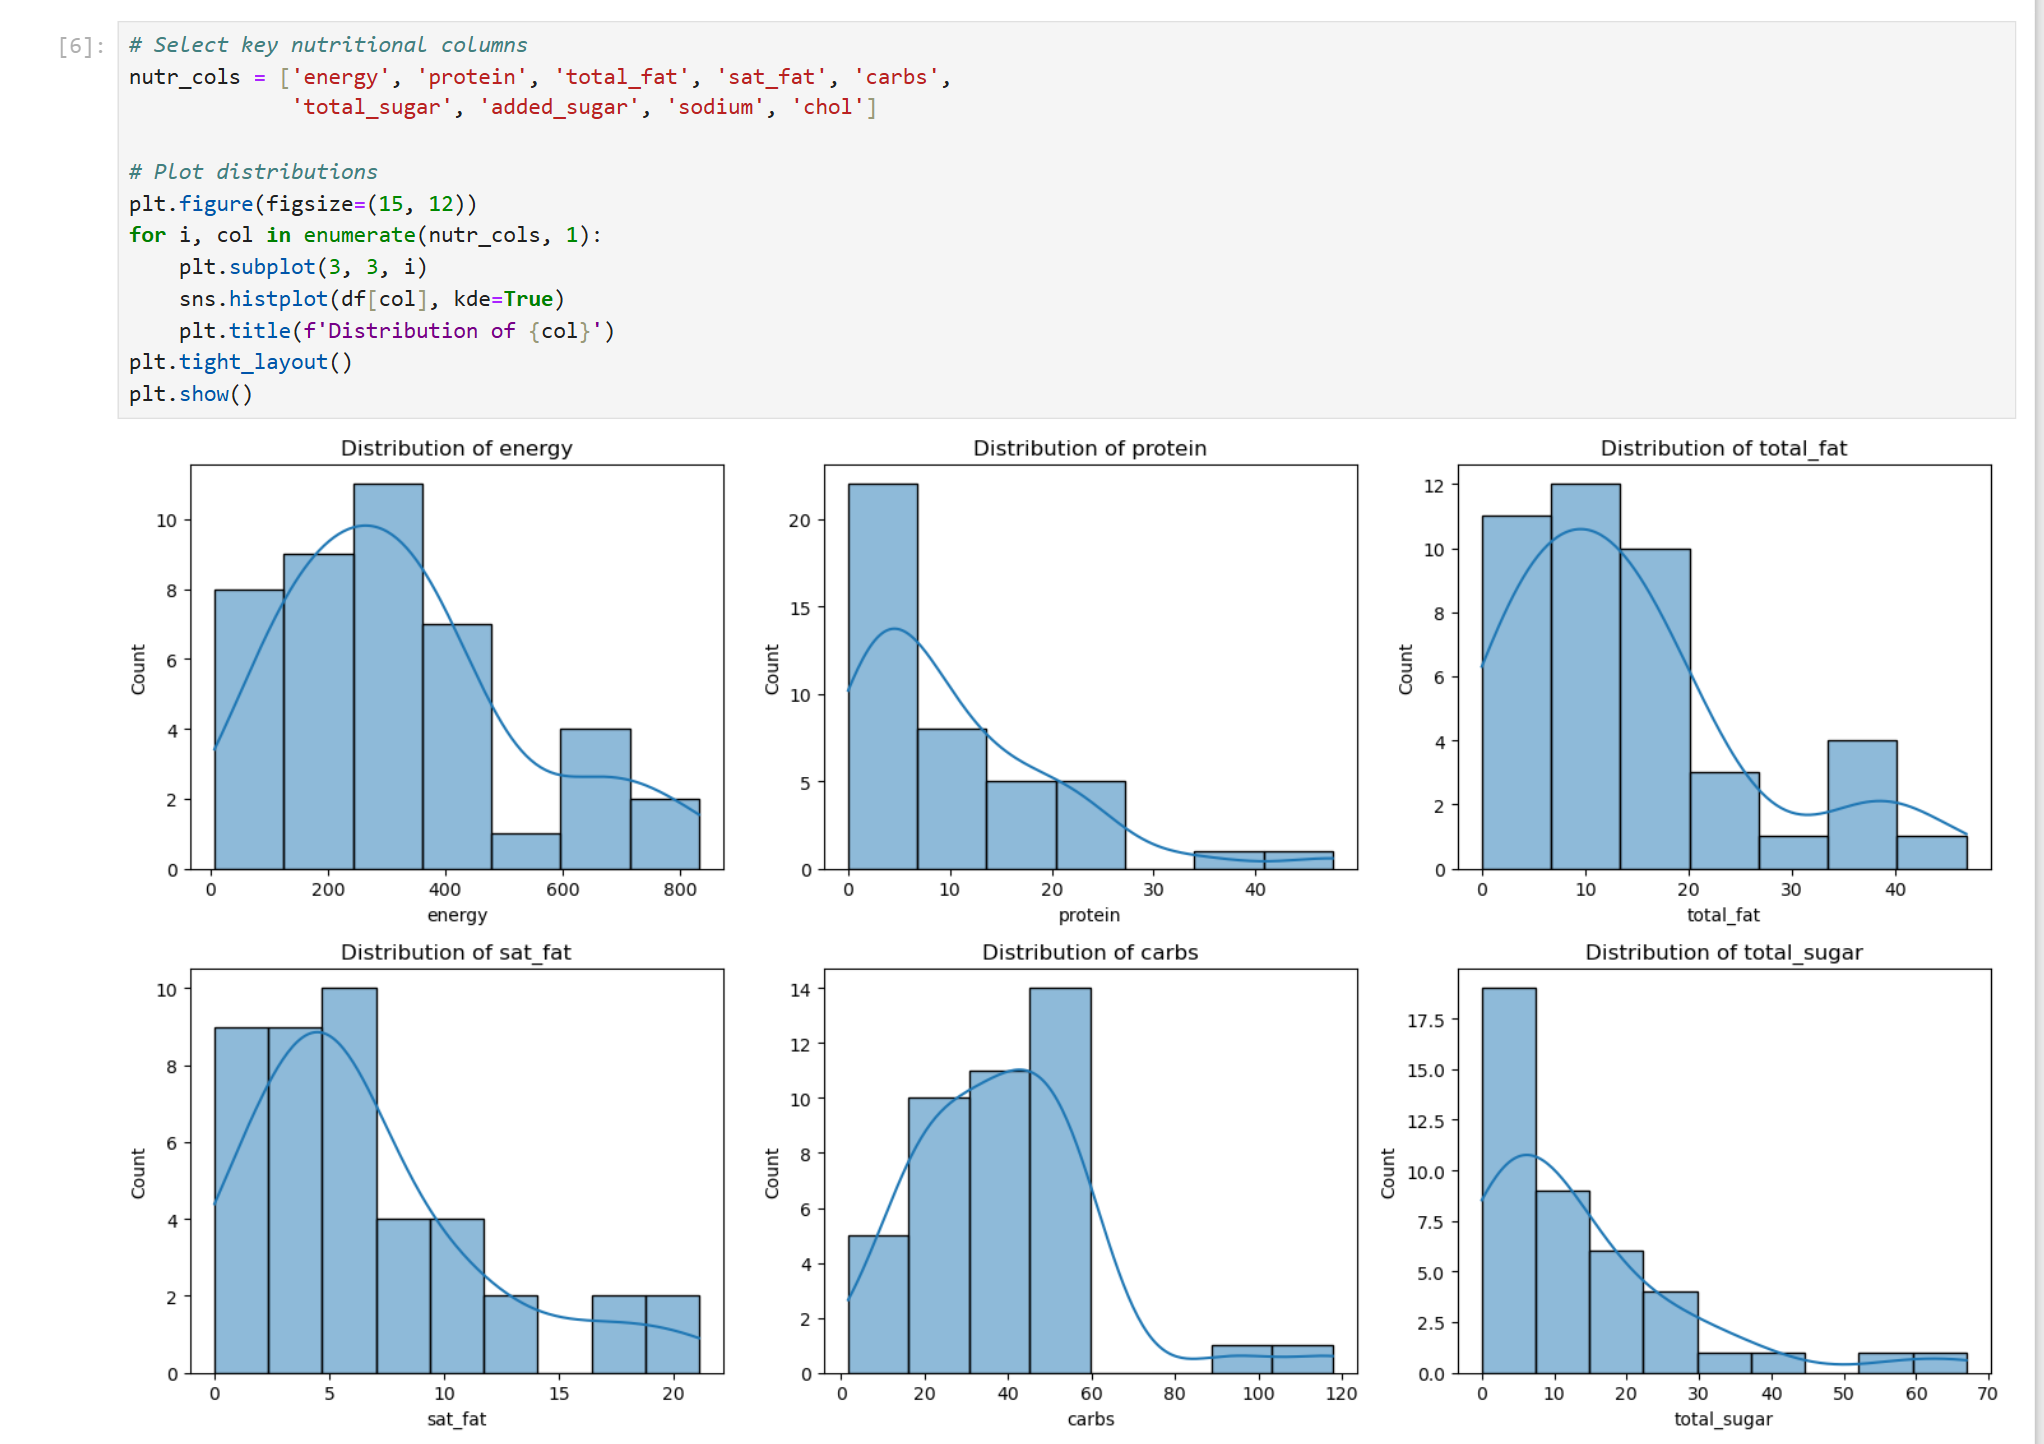 [6]:
# Select key nutritional columns
nutr_cols = ['energy', 'protein', 'total_fat', 'sat_fat', 'carbs',
'total_sugar', 'added_sugar', 'sodium', 'chol']
# Plot distributions
plt.figure(figsize=(15, 12))
for i, col in enumerate(nutr_cols, 1):
plt.subplot(3, 3, i)
sns.histplot(df[col], kde=True)
plt.title(f'Distribution of {col}')
plt.tight_layout()
plt.show()
Distribution of energy
Count
10
8
6
4
2
0
0 200 400 600 800
energy
Distribution of protein
Count
20
15
10
5
0
0 10 20 30 40
protein
Distribution of total_fat
Count
12
10
8
6
4
2
0
0 10 20 30 40
total_fat
Distribution of sat_fat
Count
10
8
6
4
2
0
0 5 10 15 20
sat_fat
Distribution of carbs
Count
14
12
10
8
6
4
2
0
0 20 40 60 80 100 120
carbs
Distribution of total_sugar
Count
17.5
15.0
12.5
10.0
7.5
5.0
2.5
0.0
0 10 20 30 40 50 60 70
total_sugar